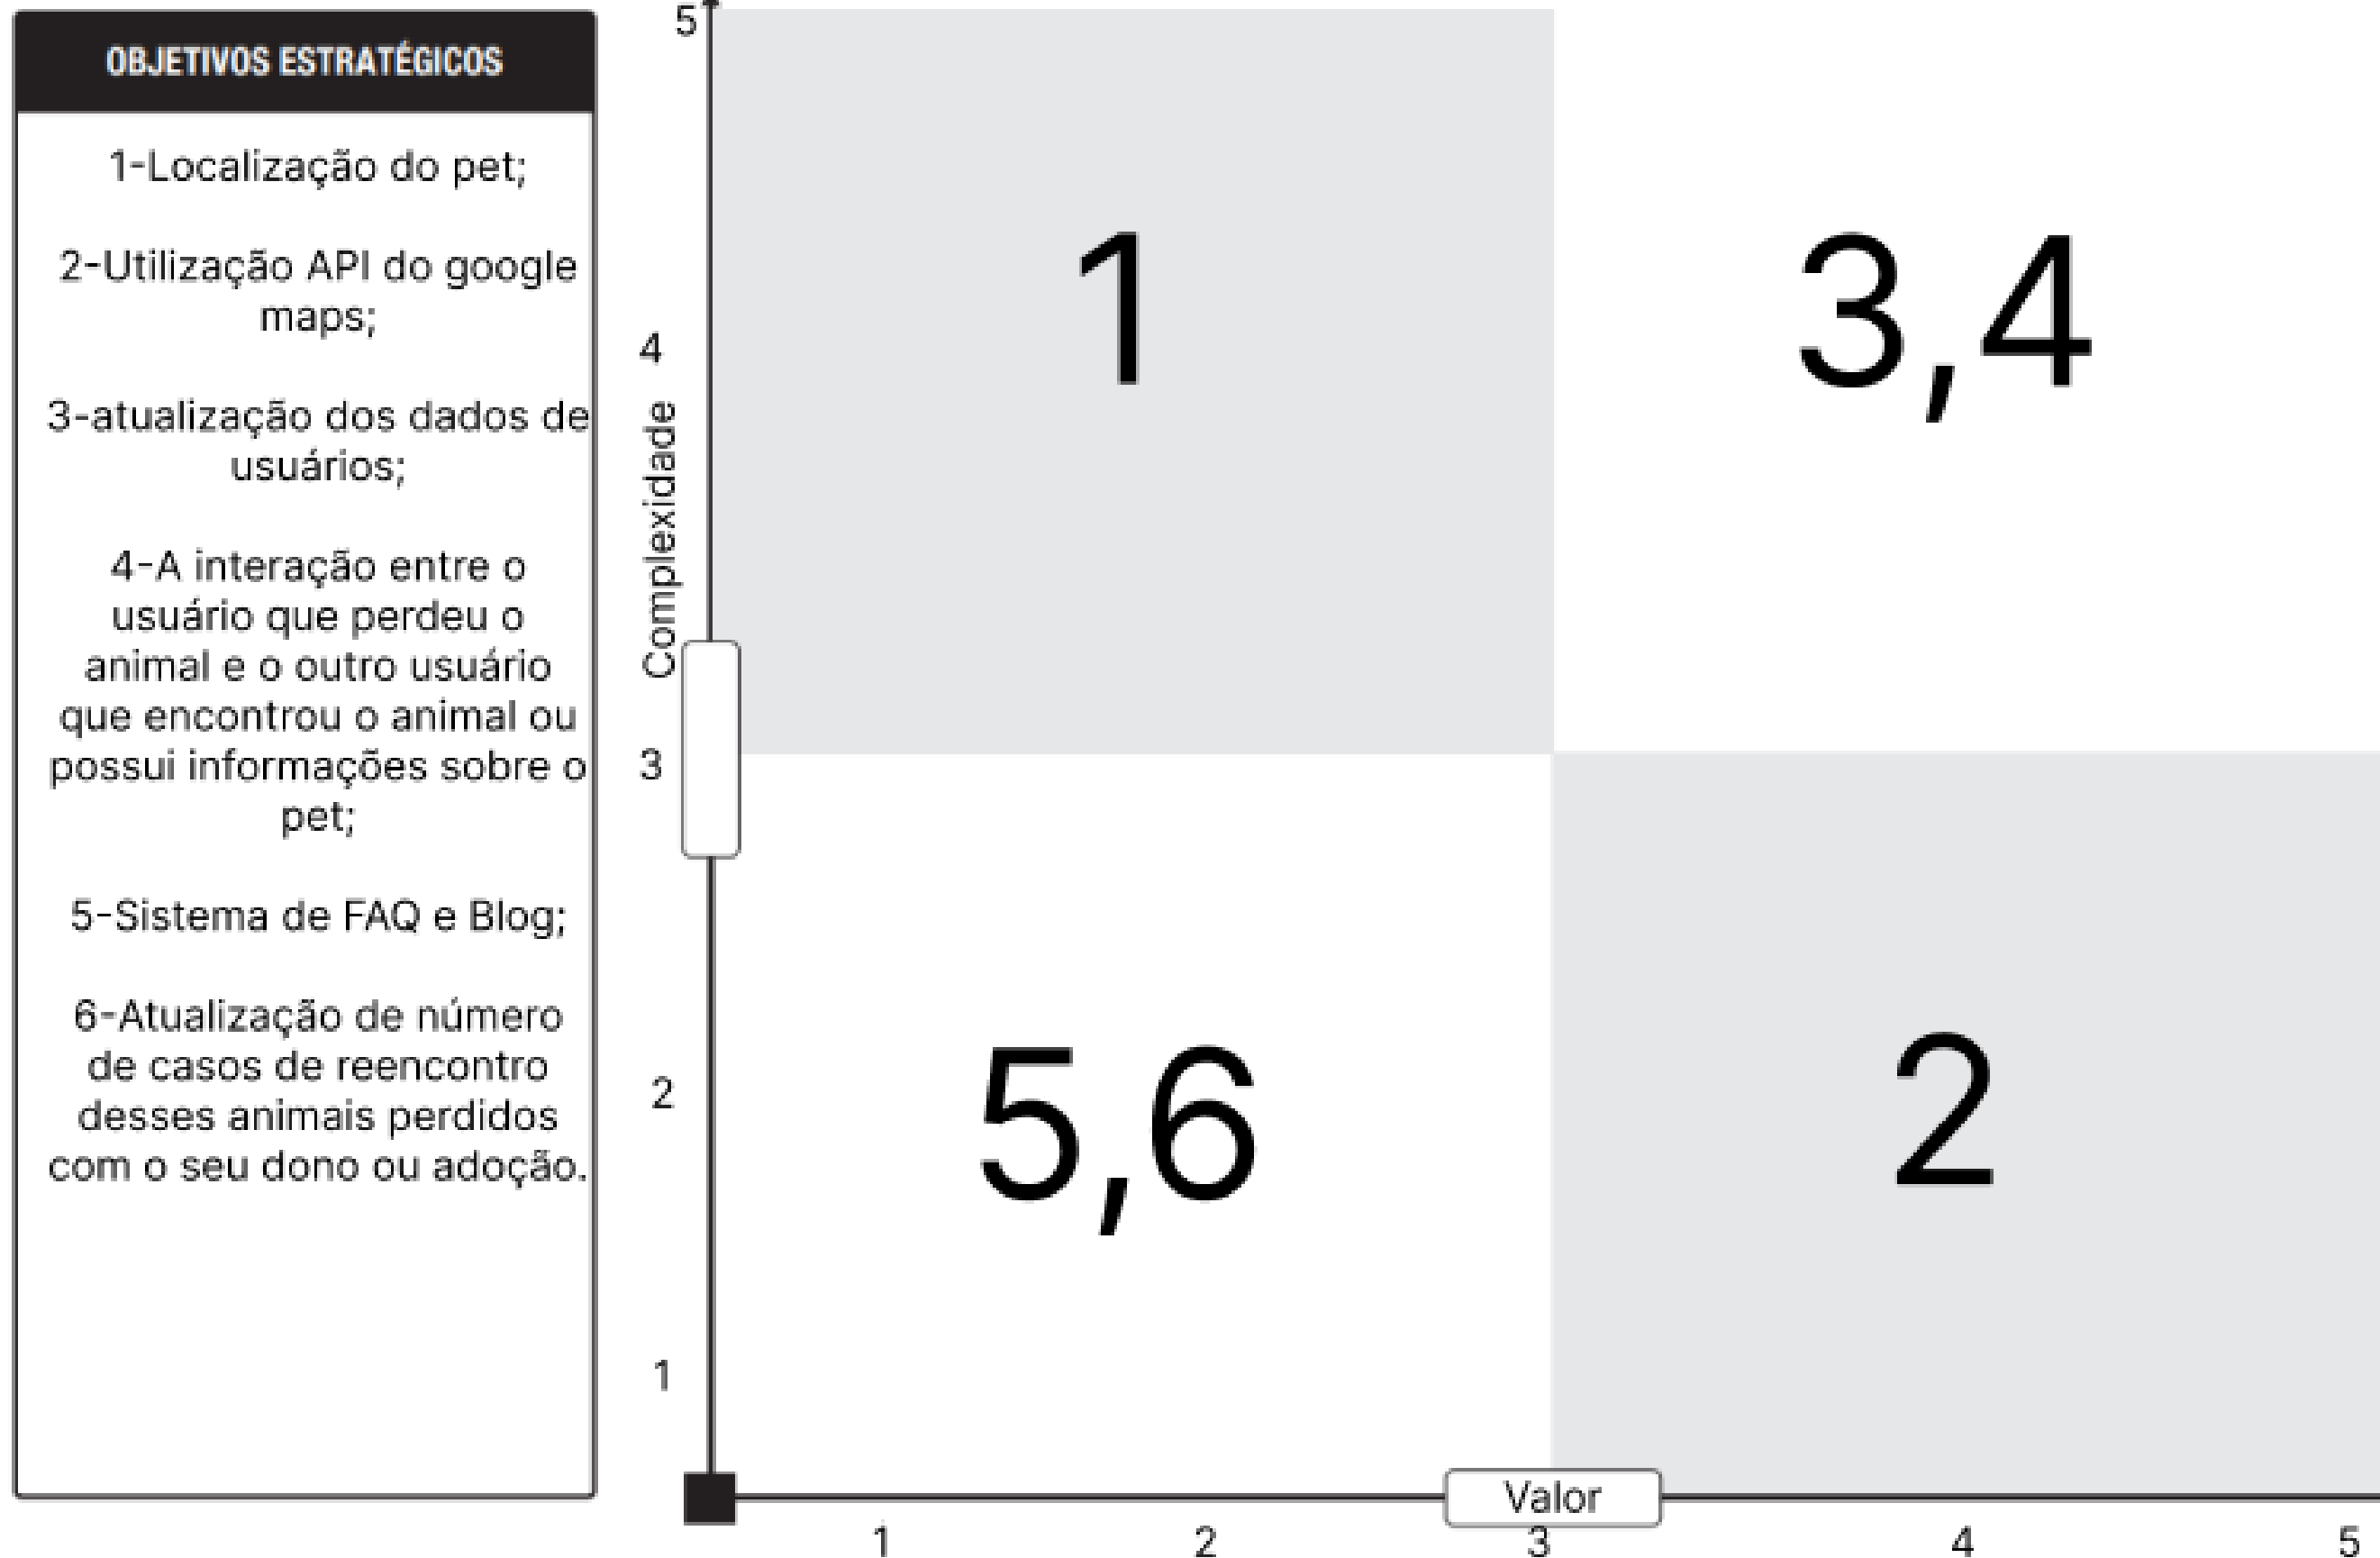 OBJETIVOS ESTRATÉGICOS
1-Localização do pet;
2-Utilização API do google
maps;
3-atualização dos dados de
usuários;
4-A interação entre o
usuário que perdeu o
animal e o outro usuário
que encontrou o animal ou
possui informações sobre o
pet;
5-Sistema de FAQ e Blog;
6-Atualização de número
de casos de reencontro
desses animais perdidos
com o seu dono ou adoção.
5
4
Complexidade
3
2
1
1
3,4
5,6
2
Valor
1 2 3 4 5